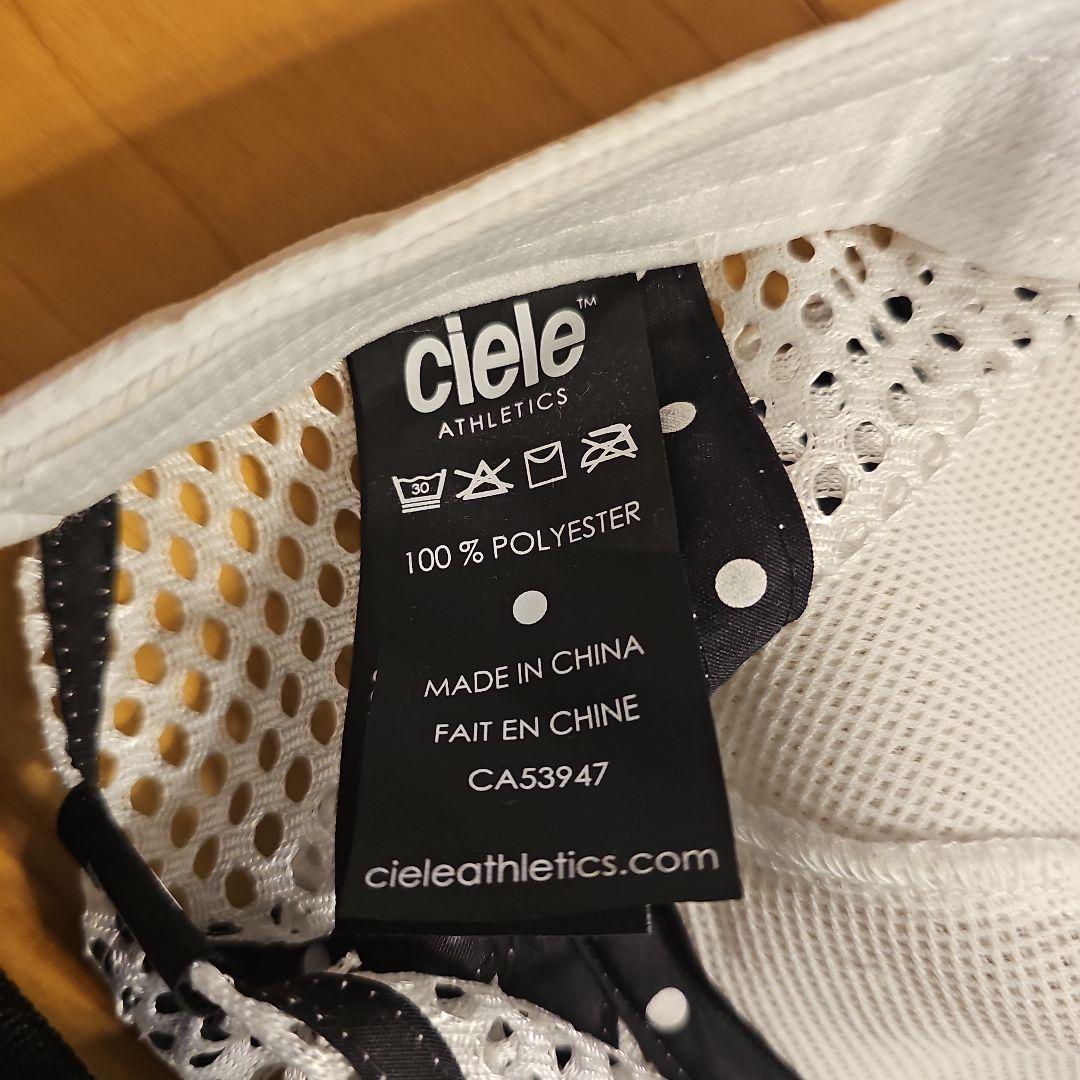 ciele™
ATHLETICS
30
100 % POLYESTER
MADE IN CHINA
FAIT EN CHINE
CA53947
cieleathletics.com